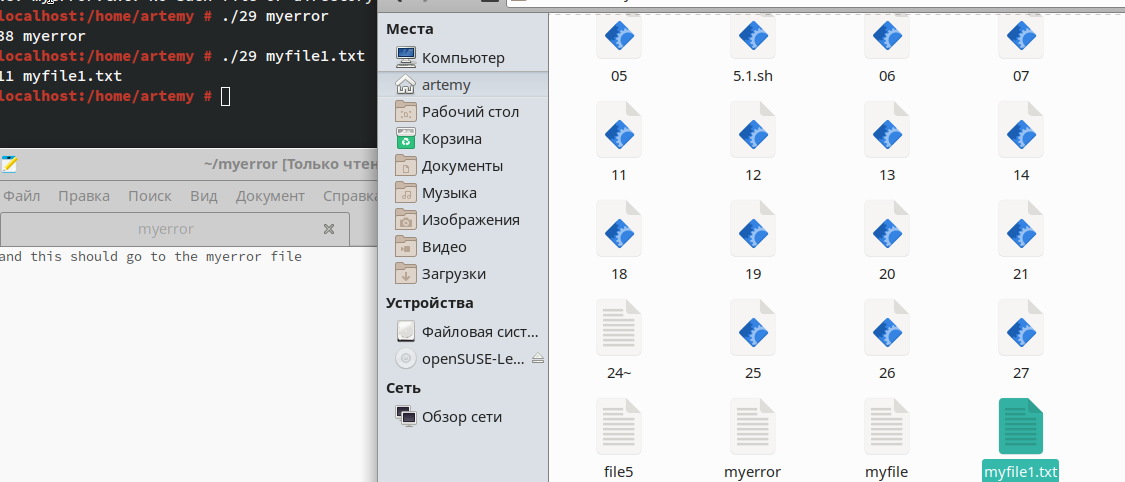 localhost:/home/artemy # ./29 myerror
38 myerror
localhost:/home/artemy # ./29 myfile1.txt
11 myfile1.txt
localhost:/home/artemy #
~/myerror [Только чтен
Файл Правка Поиск Вид Документ Справка
myerror
and this should go to the myerror file
Места
Компьютер
artemy
Рабочий стол
Корзина
Документы
Музыка
Изображения
Видео
Загрузки
Устройства
Файловая сист...
openSUSE-Le...
Сеть
Обзор сети
05 5.1.sh 06 07
11 12 13 14
18 19 20 21
24~ 25 26 27
file5 myerror myfile myfile1.txt